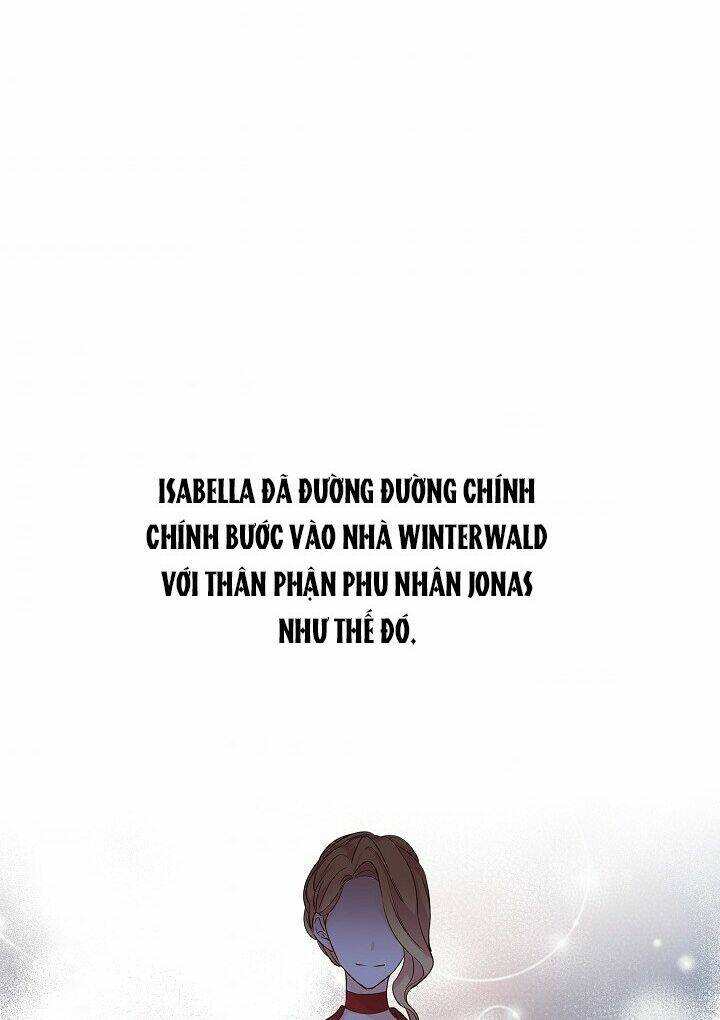 ISABELLA ĐÃ ĐƯỜNG ĐƯỜNG CHÍNH
CHÍNH BƯỚC VÀO NHÀ WINTERWALD
VỚI THÂN PHẬN PHU NHÂN JONAS
NHƯ THẾ ĐÓ.